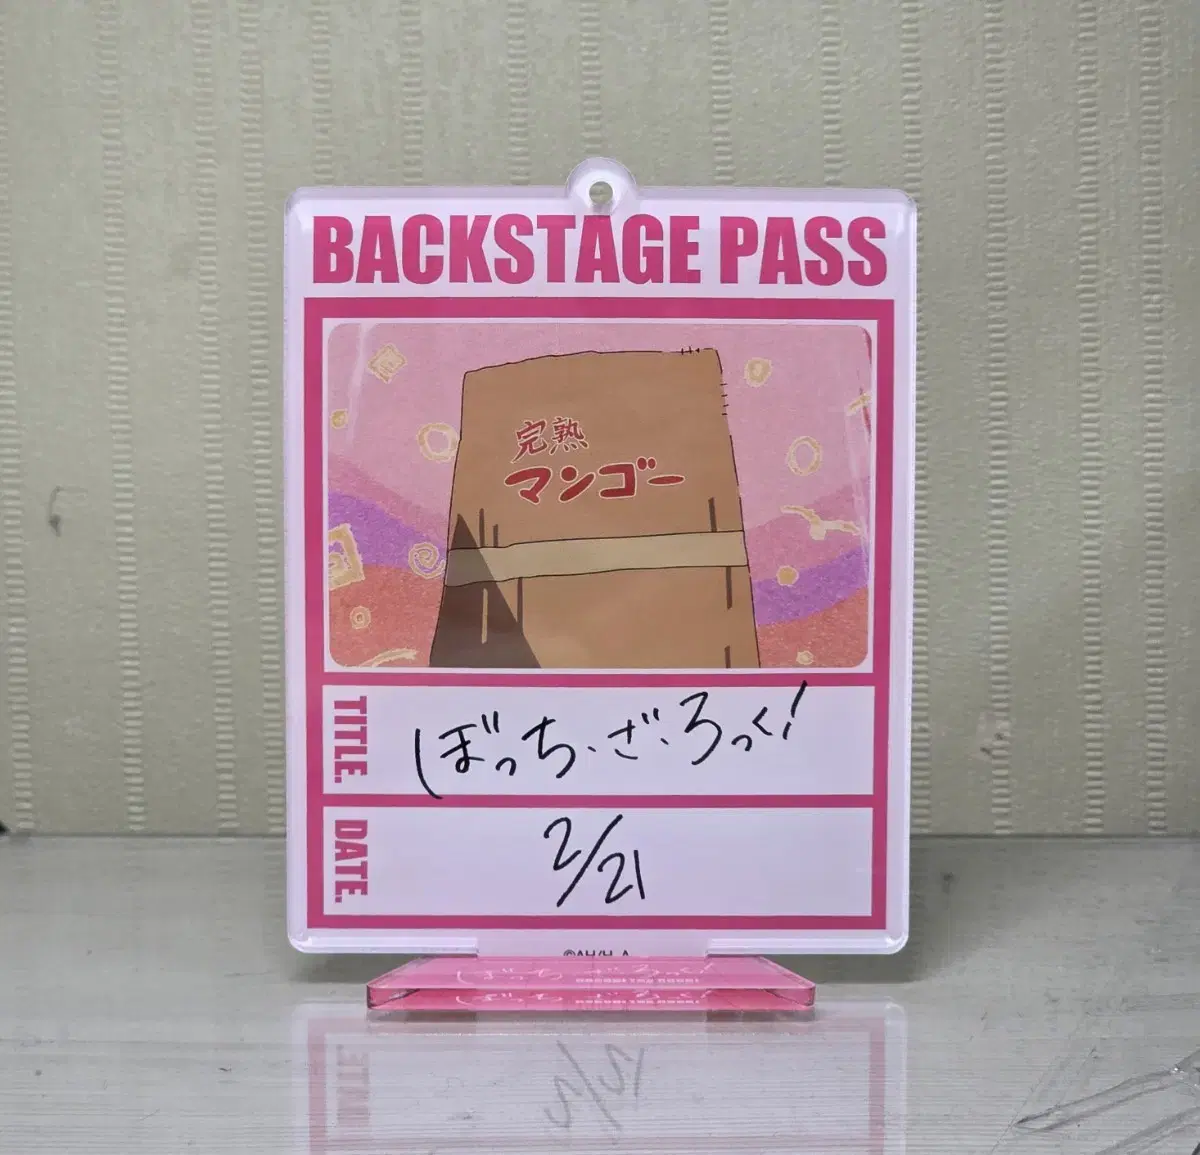 BACKSTAGE PASS
完熟
マンゴー
TITLE.
ぼっち・ざ・ろっく!
DATE.
2/21